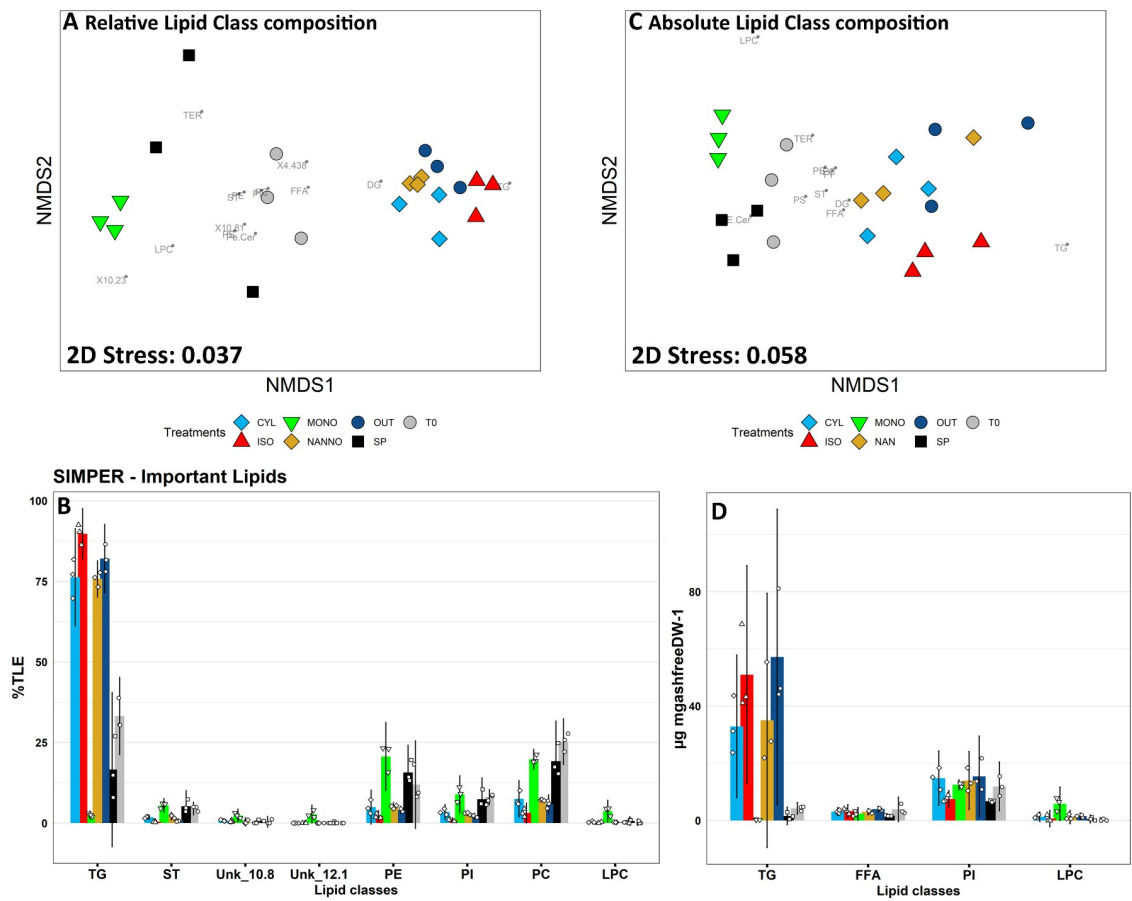 A Relative Lipid Class composition
TER
X4.438
FFA
DG
X10.81
Pe.Cer
LPC
X10.23
NMDS2
2D Stress: 0.037
NMDS1
Treatments
CYL
MONO
OUT
T0
ISO
NANNO
SP
C Absolute Lipid Class composition
LPC
TER
ST
PS
DG
FFA
E.Cer
TG
NMDS2
2D Stress: 0.058
NMDS1
Treatments
CYL
MONO
OUT
T0
ISO
NAN
SP
SIMPER - Important Lipids
B
100
75
50
25
0
%TLE
TG ST Unk_10.8 Unk_12.1 PE PI PC LPC
Lipid classes
D
80
40
0
µg mgashfreeDW-1
TG FFA PI LPC
Lipid classes